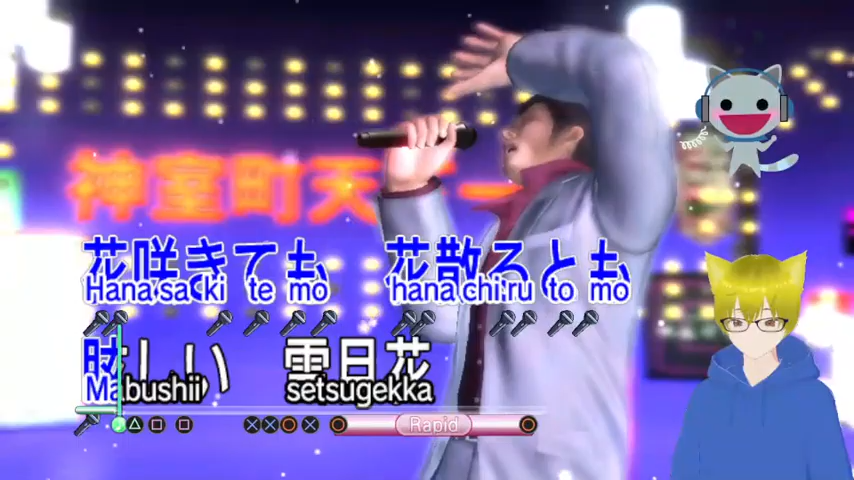 神室町天
花咲きても 花散るとも
Hana sa ki te mo hana chi ru to mo
眩しい 雪月花
Mabushii setsugekka
Rapid